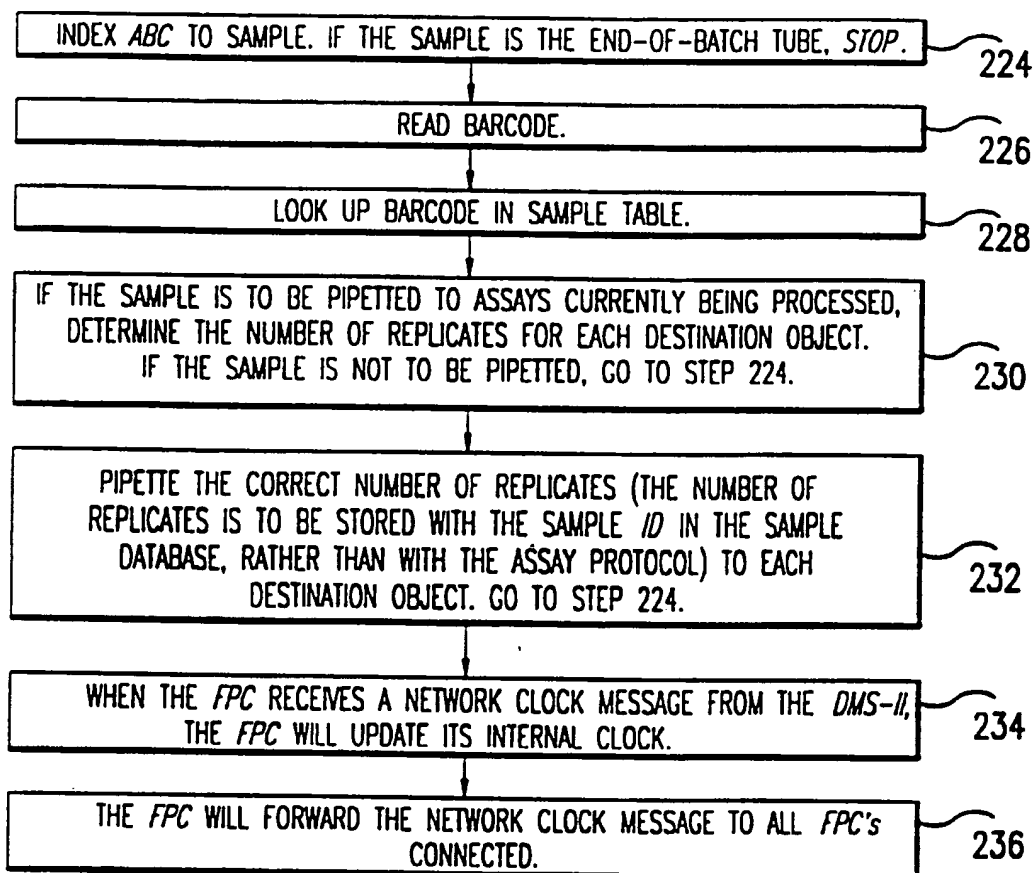 INDEX ABC TO SAMPLE. IF THE SAMPLE IS THE END-OF-BATCH TUBE, STOP.
224
READ BARCODE.
226
LOOK UP BARCODE IN SAMPLE TABLE.
228
IF THE SAMPLE IS TO BE PIPETTED TO ASSAYS CURRENTLY BEING PROCESSED,
DETERMINE THE NUMBER OF REPLICATES FOR EACH DESTINATION OBJECT.
IF THE SAMPLE IS NOT TO BE PIPETTED, GO TO STEP 224.
230
PIPETTE THE CORRECT NUMBER OF REPLICATES (THE NUMBER OF
REPLICATES IS TO BE STORED WITH THE SAMPLE ID IN THE SAMPLE
DATABASE, RATHER THAN WITH THE ASSAY PROTOCOL) TO EACH
DESTINATION OBJECT. GO TO STEP 224.
232
WHEN THE FPC RECEIVES A NETWORK CLOCK MESSAGE FROM THE DMS-II,
THE FPC WILL UPDATE ITS INTERNAL CLOCK.
234
THE FPC WILL FORWARD THE NETWORK CLOCK MESSAGE TO ALL FPC's
CONNECTED.
236